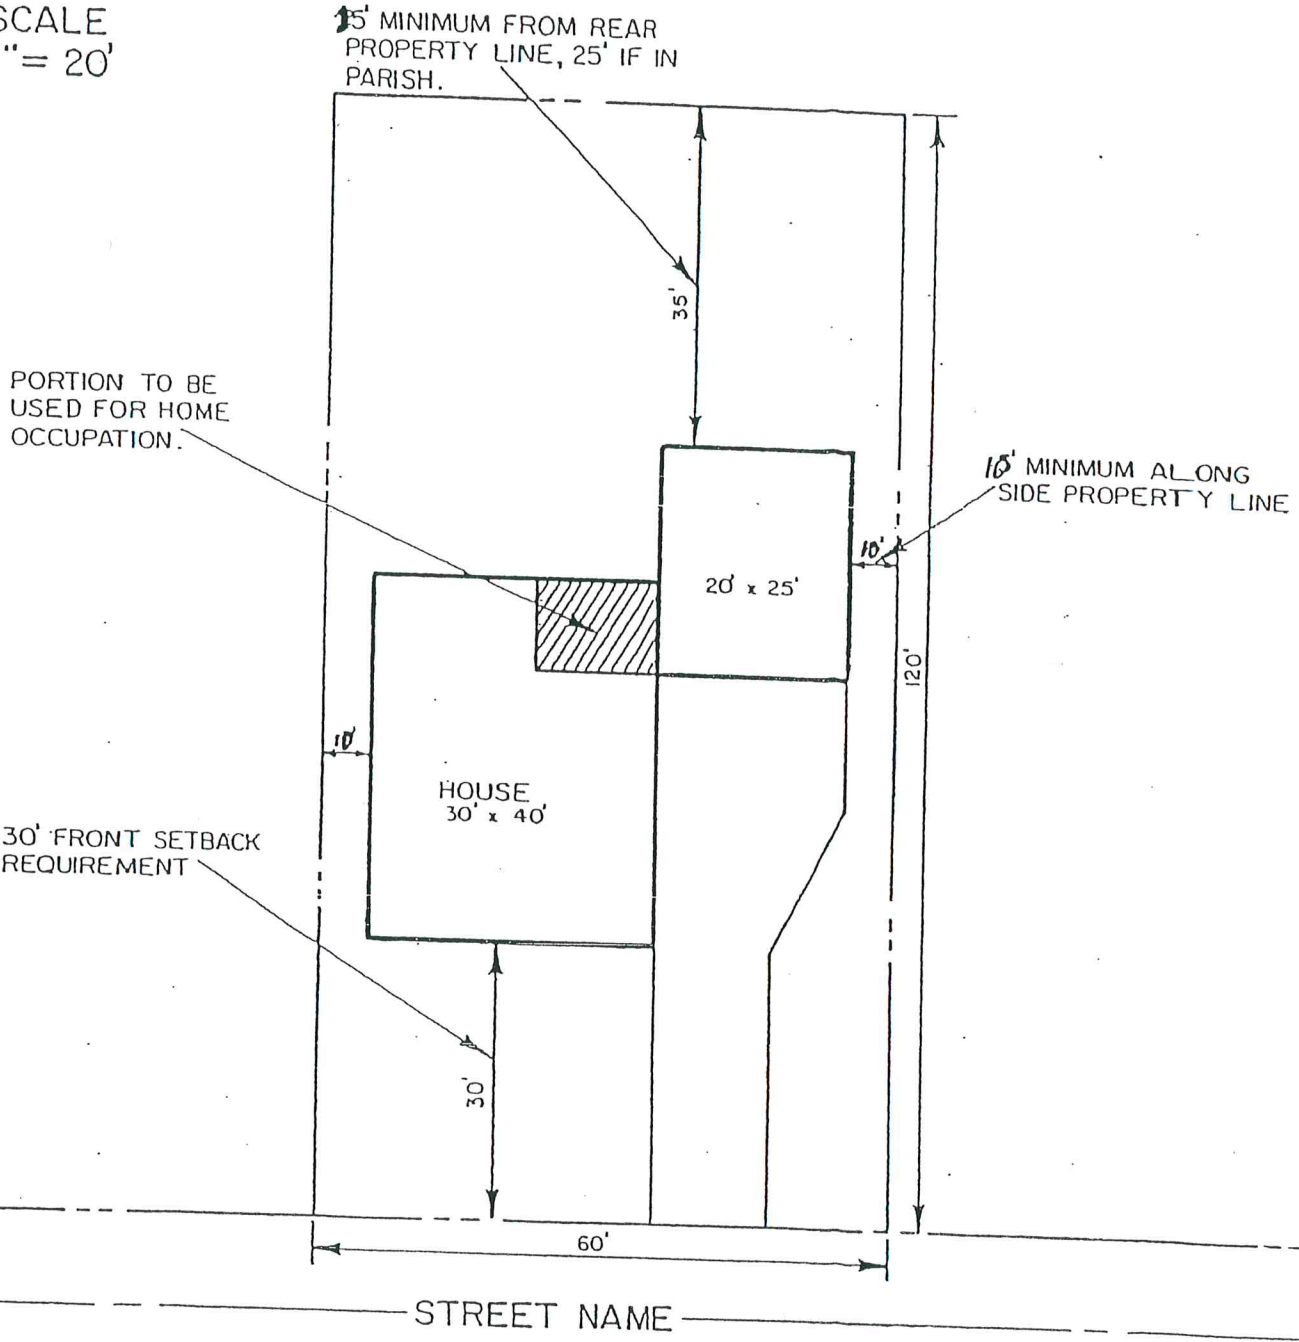 SCALE
"= 20'
15' MINIMUM FROM REAR
PROPERTY LINE, 25' IF IN
PARISH.
35'
PORTION TO BE
USED FOR HOME
OCCUPATION.
MINIMUM ALONG
SIDE PROPERTY LINE
10'
20' x 25'
120'
10'
HOUSE
30' x 40'
30' FRONT SETBACK
REQUIREMENT
30'
60'
STREET NAME